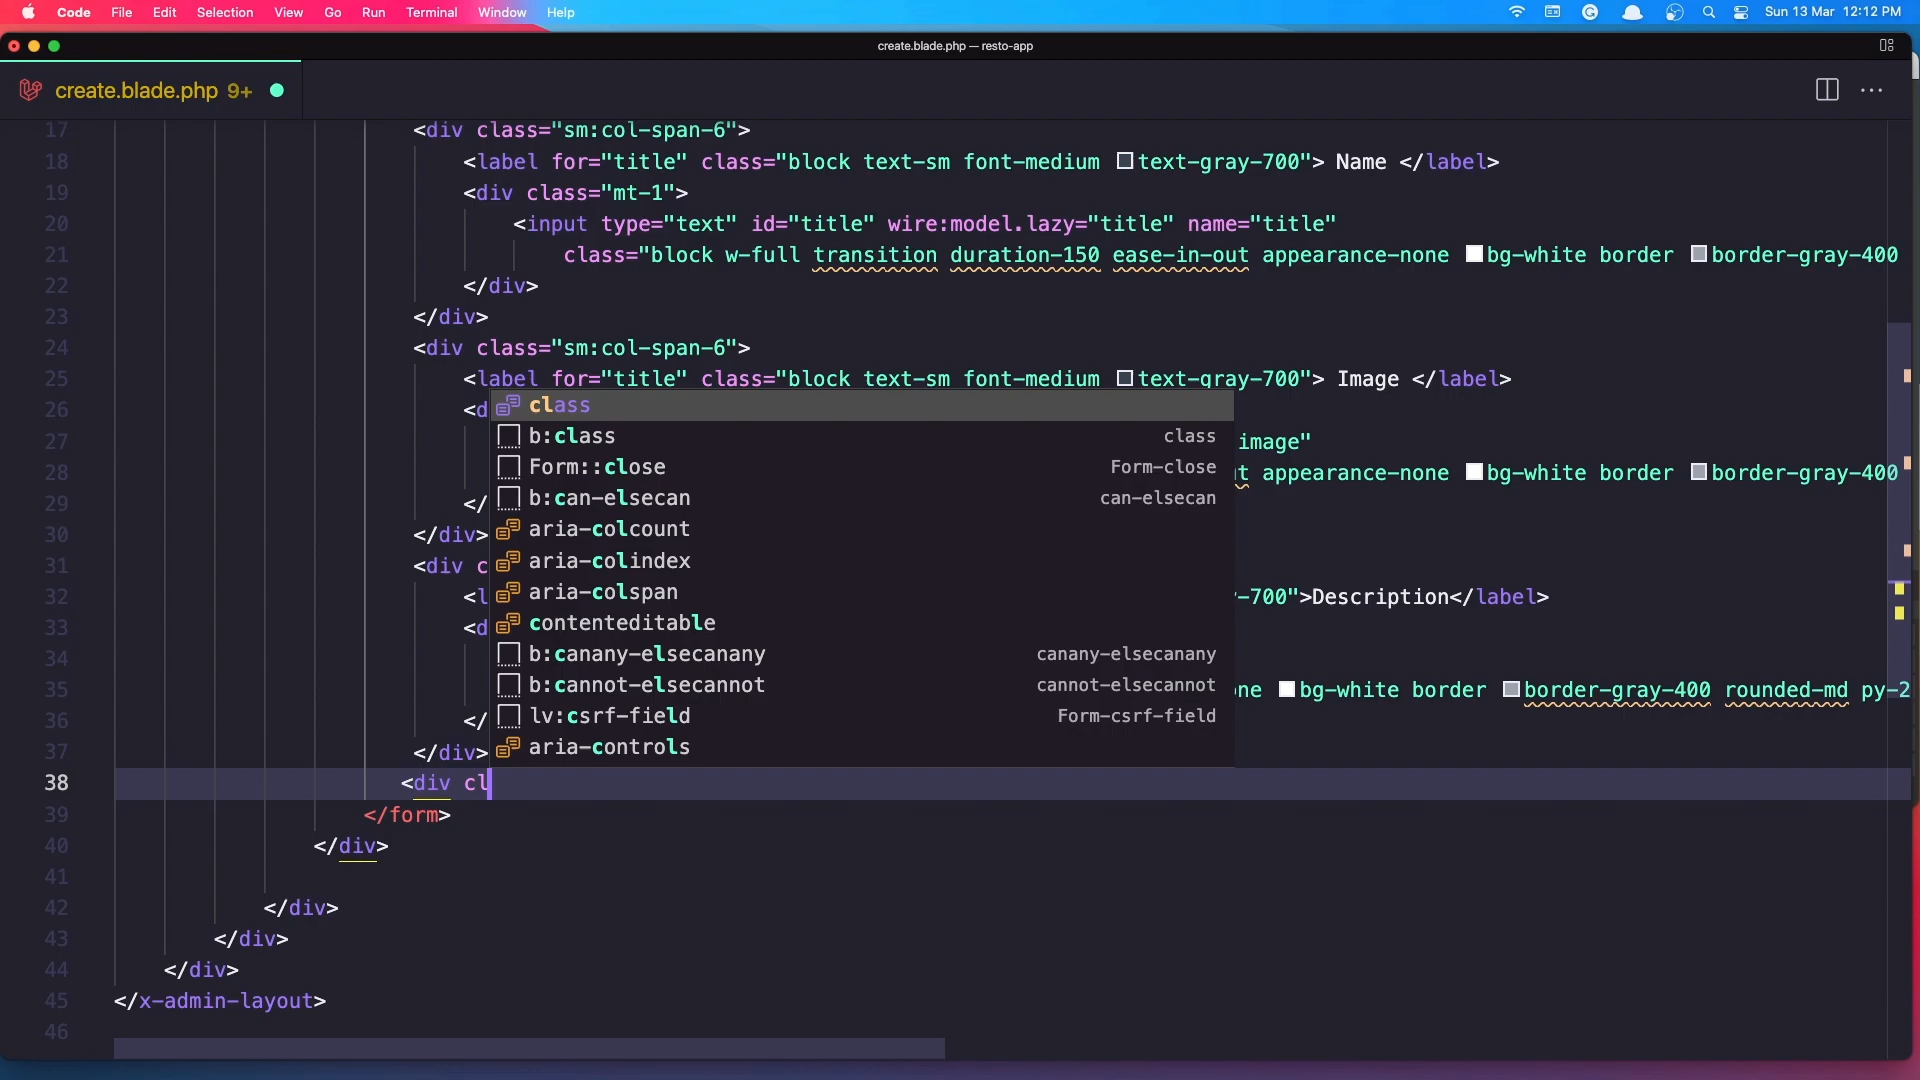 Code File Edit Selection View Go Run Terminal Window Help Sun 13 Mar 12:12 PM
create.blade.php — resto-app
create.blade.php 9+
17 <div class="sm:col-span-6">
18 <label for="title" class="block text-sm font-medium text-gray-700"> Name </label>
19 <div class="mt-1">
20 <input type="text" id="title" wire:model.lazy="title" name="title"
21 class="block w-full transition duration-150 ease-in-out appearance-none bg-white border border-gray-400
22 </div>
23 </div>
24 <div class="sm:col-span-6">
25 <label for="title" class="block text-sm font-medium text-gray-700"> Image </label>
26 <d
class
b:class class
27 image"
Form::close Form-close
28 t appearance-none bg-white border border-gray-400
29 </
b:can-elsecan can-elsecan
30 </div>
aria-colcount
31 <div c
aria-colindex
32 <l -700">Description</label>
aria-colspan
33 <d
contenteditable
34
b:canany-elsecanany canany-elsecanany
35 ne bg-white border border-gray-400 rounded-md py-2
b:cannot-elsecannot cannot-elsecannot
36 </
lv:csrf-field Form-csrf-field
37 </div>
aria-controls
38 <div cl
39 </form>
40 </div>
41
42 </div>
43 </div>
44 </div>
45 </x-admin-layout>
46